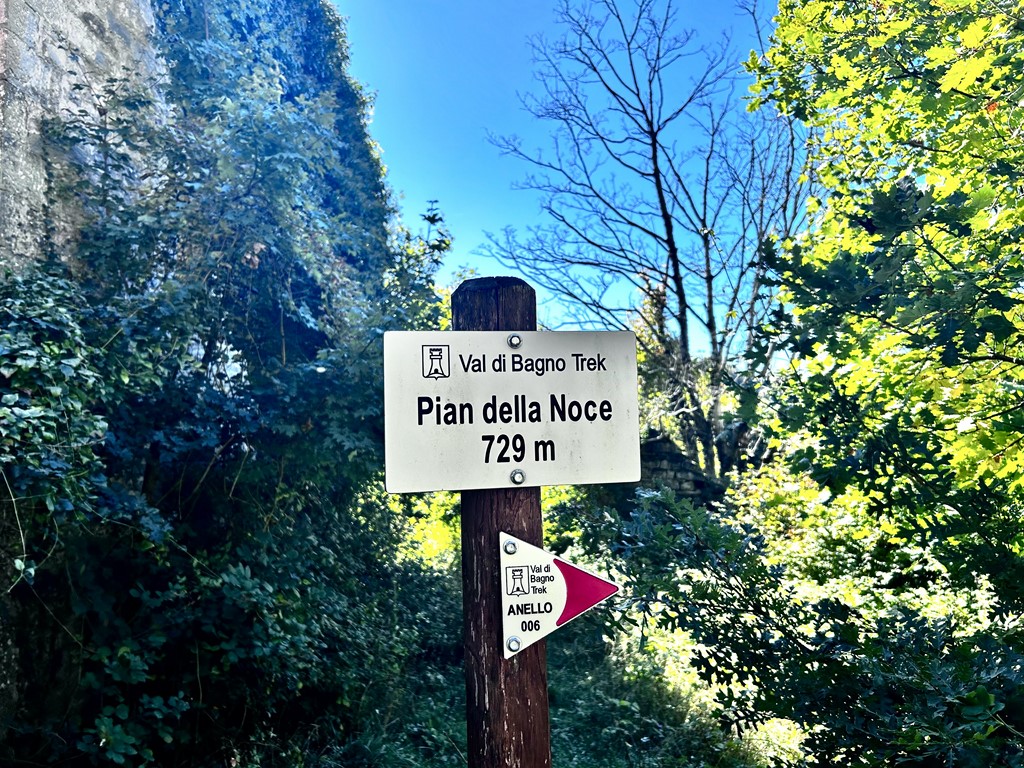 Val di Bagno Trek
Pian della Noce
729 m
Val di
Bagno
Trek
ANELLO
006